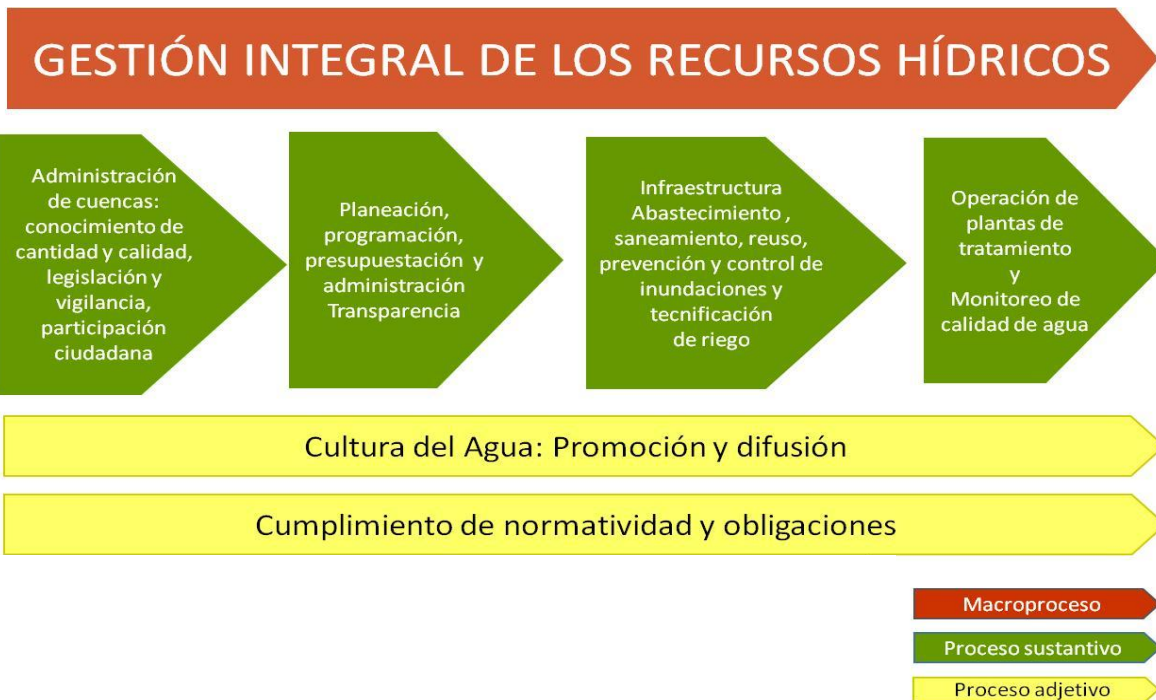 GESTIÓN INTEGRAL DE LOS RECURSOS HÍDRICOS
Administración
de cuencas:
conocimiento de
cantidad y calidad,
legislación y
vigilancia,
participación
ciudadana
Planeación,
programación,
presupuestación y
administración
Transparencia
Infraestructura
Abastecimiento ,
saneamiento, reuso,
prevención y control de
inundaciones y
tecnificación
de riego
Operación de
plantas de
tratamiento
y
Monitoreo de
calidad de agua
Cultura del Agua: Promoción y difusión
Cumplimiento de normatividad y obligaciones
Macroproceso
Proceso sustantivo
Proceso adjetivo